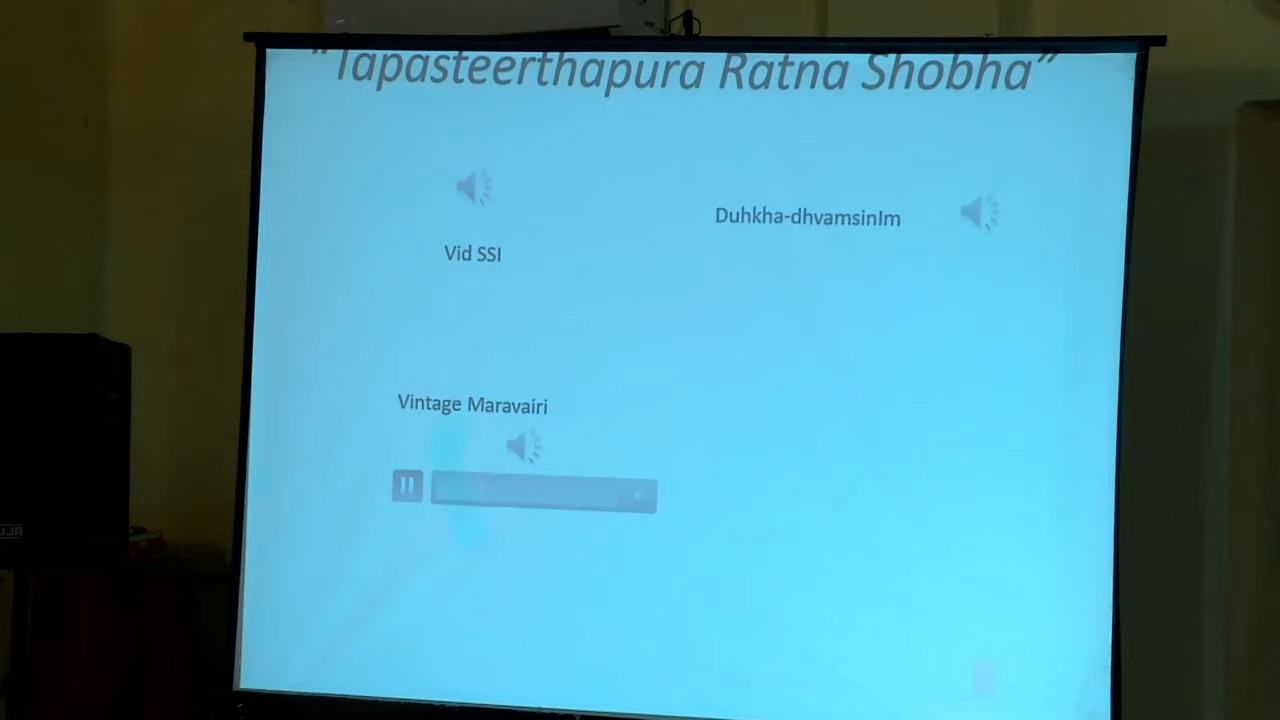 "Tapasteerthapura Ratna Shobha"
Duhkha-dhvamsinIm
Vid SSI
Vintage Maravairi